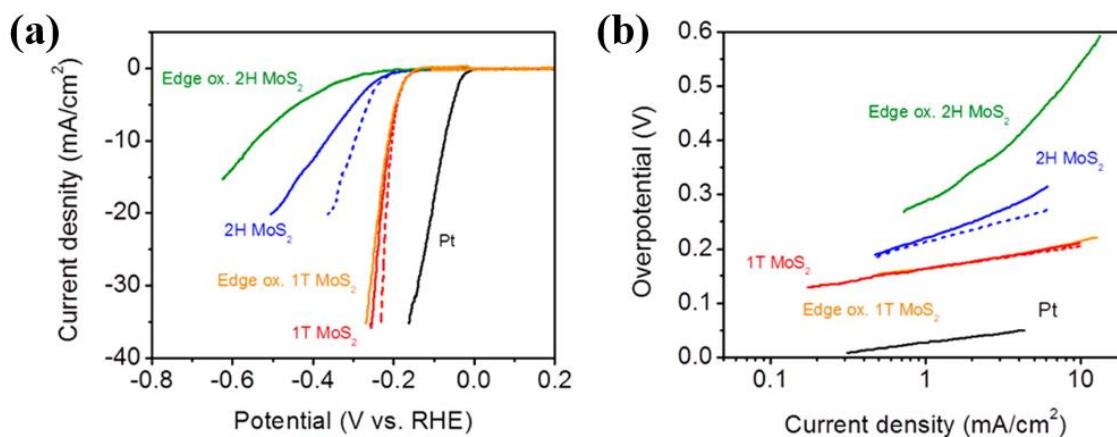 (a)
Current desnity (mA/cm²)
0
-10
-20
-30
-40
Edge ox. 2H MoS₂
2H MoS₂
Edge ox. 1T MoS₂
1T MoS₂
Pt
-0.8 -0.6 -0.4 -0.2 0.0 0.2
Potential (V vs. RHE)
(b)
Overpotential (V)
0.6
0.5
0.4
0.3
0.2
0.1
0.0
Edge ox. 2H MoS₂
2H MoS₂
1T MoS₂
Edge ox. 1T MoS₂
Pt
0.1 1 10
Current density (mA/cm²)